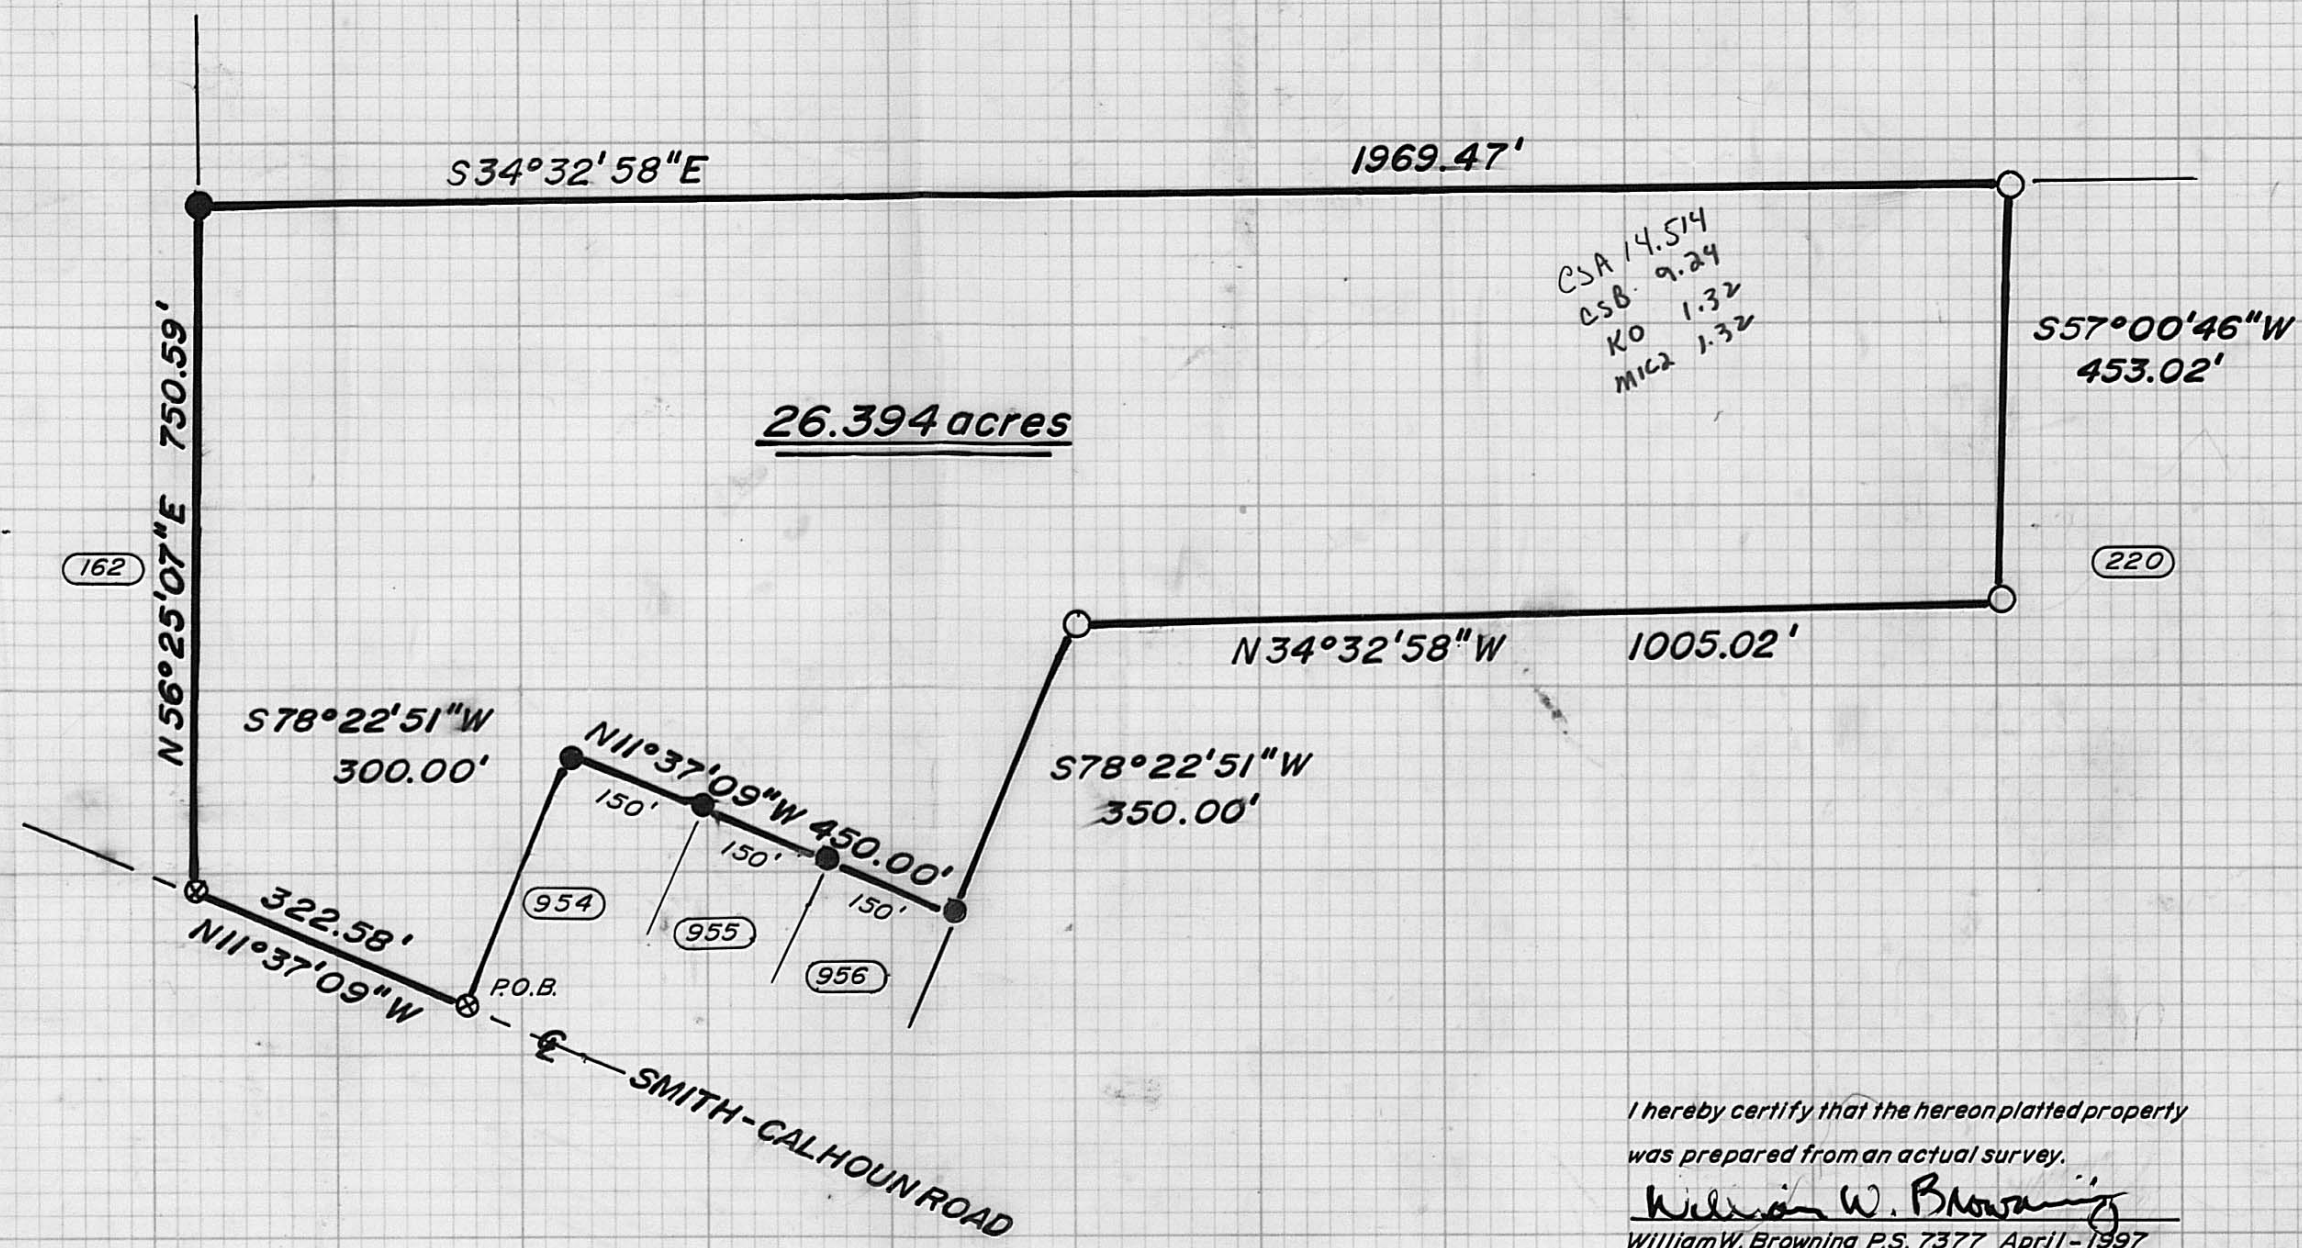 S34°32'58"E
1969.47'
CSA 14.514
CSB. 9.24
KO 1.32
MIC2 1.32
S57°00'46"W
453.02'
N56°25'07"E 750.59'
26.394 acres
162
220
N34°32'58"W 1005.02'
S78°22'51"W
300.00'
N11°37'09"W 450.00'
150'
150'
150'
S78°22'51"W
350.00'
954
955
956
322.58'
N11°37'09"W
P.O.B.
℄
SMITH-CALHOUN ROAD
I hereby certify that the hereon platted property
was prepared from an actual survey.
William W. Browning
William W. Browning P.S. 7377 April-1997